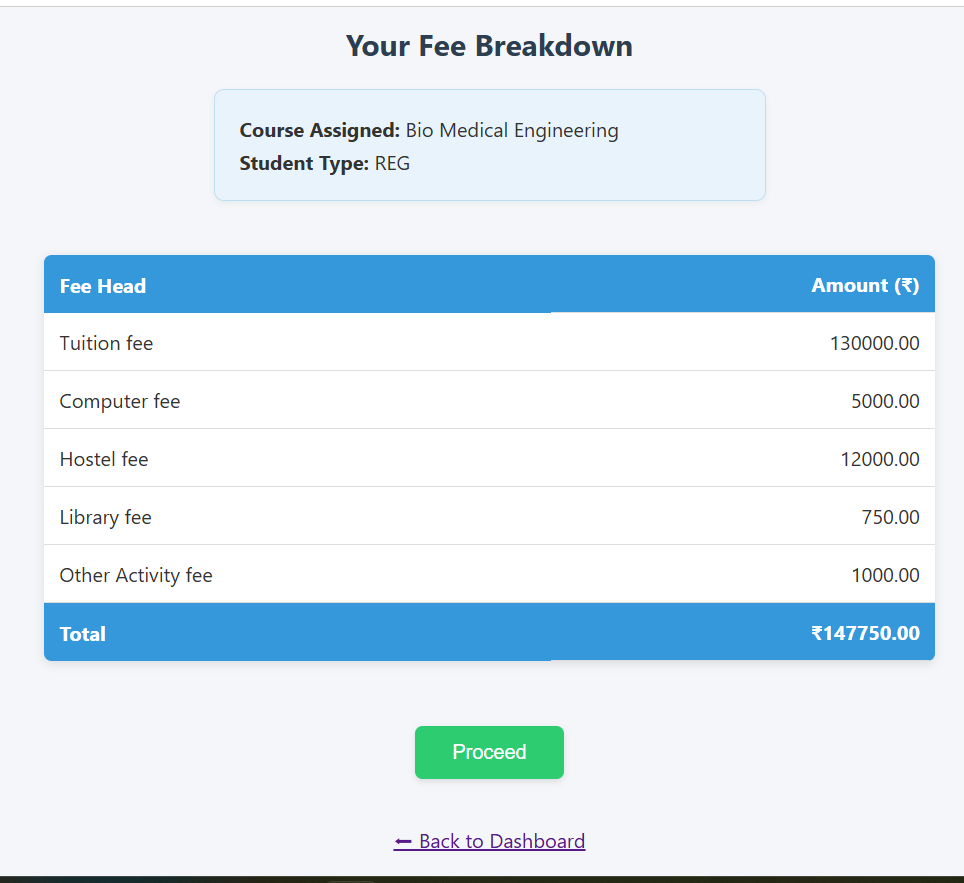 Your Fee Breakdown
Course Assigned: Bio Medical Engineering
Student Type: REG
Fee Head Amount (₹)
Tuition fee 130000.00
Computer fee 5000.00
Hostel fee 12000.00
Library fee 750.00
Other Activity fee 1000.00
Total ₹147750.00
Proceed
← Back to Dashboard